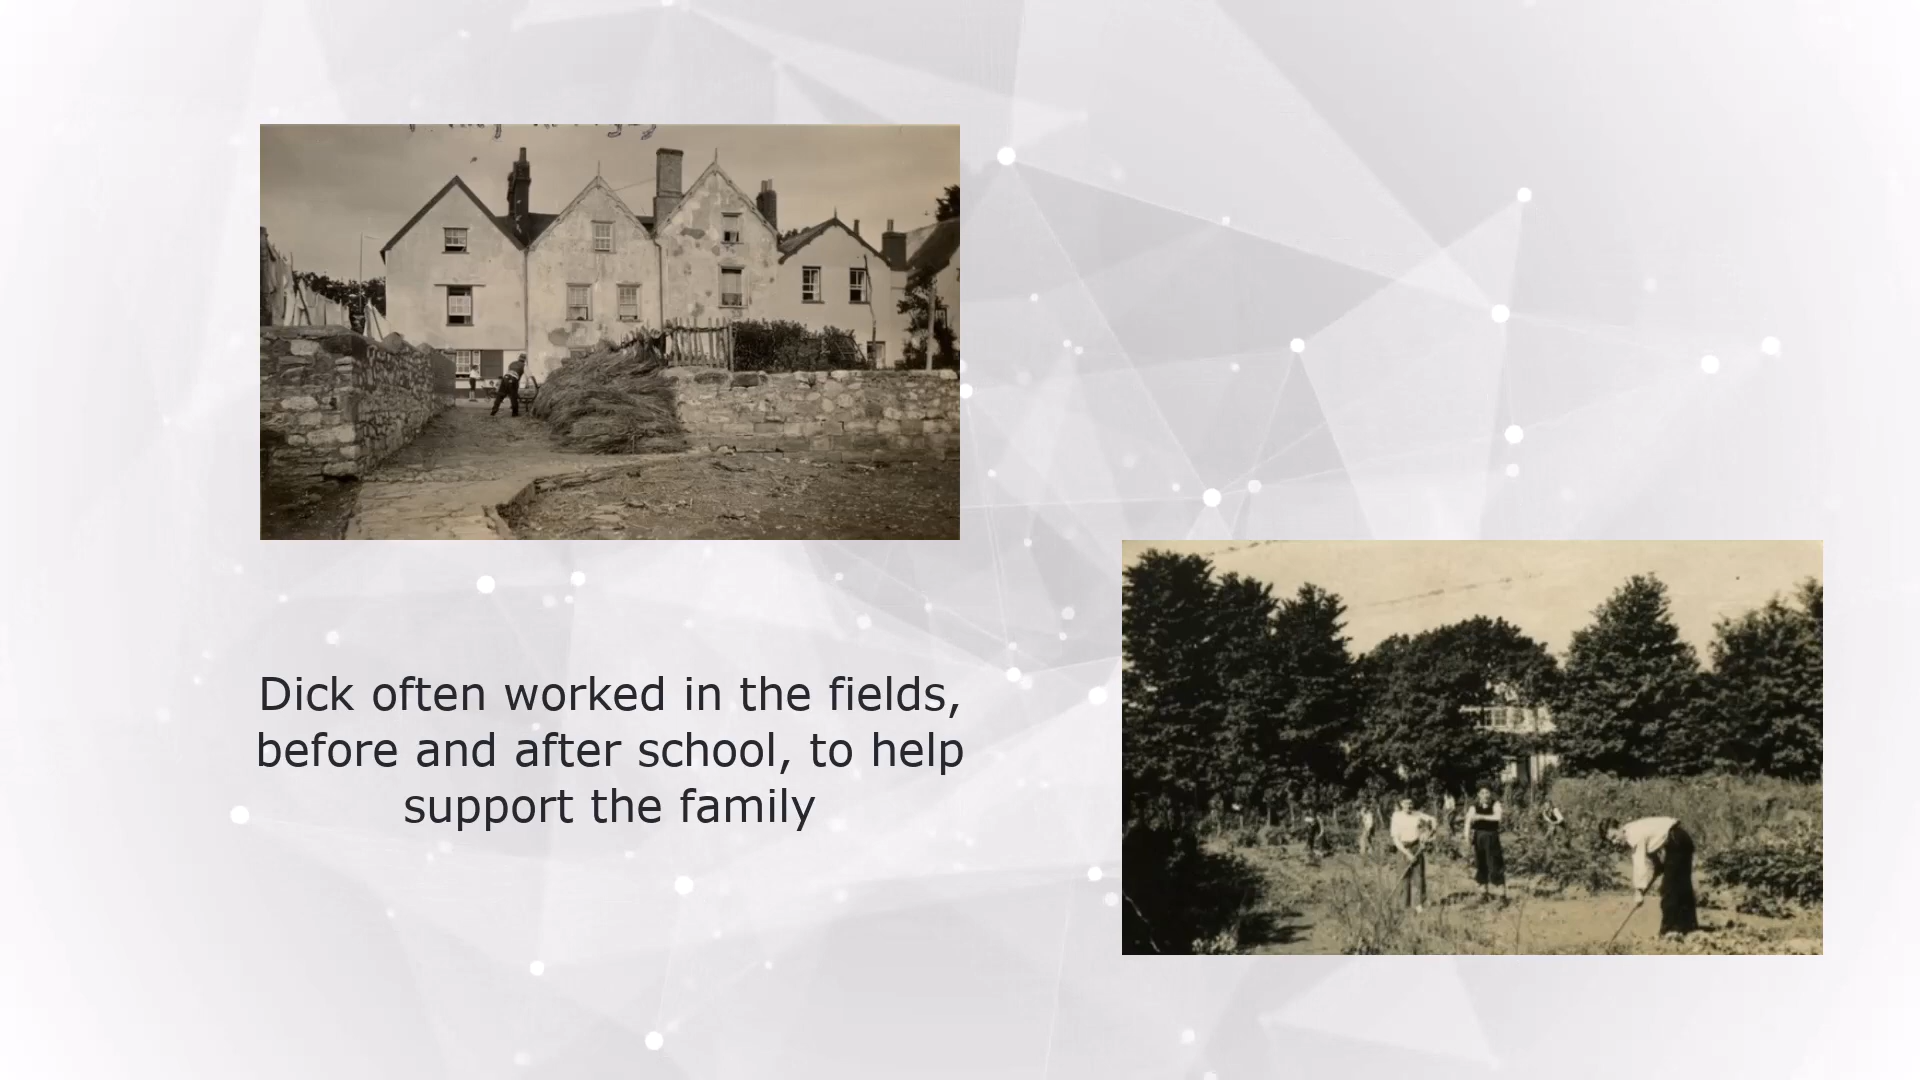 Dick often worked in the fields,
before and after school, to help
support the family